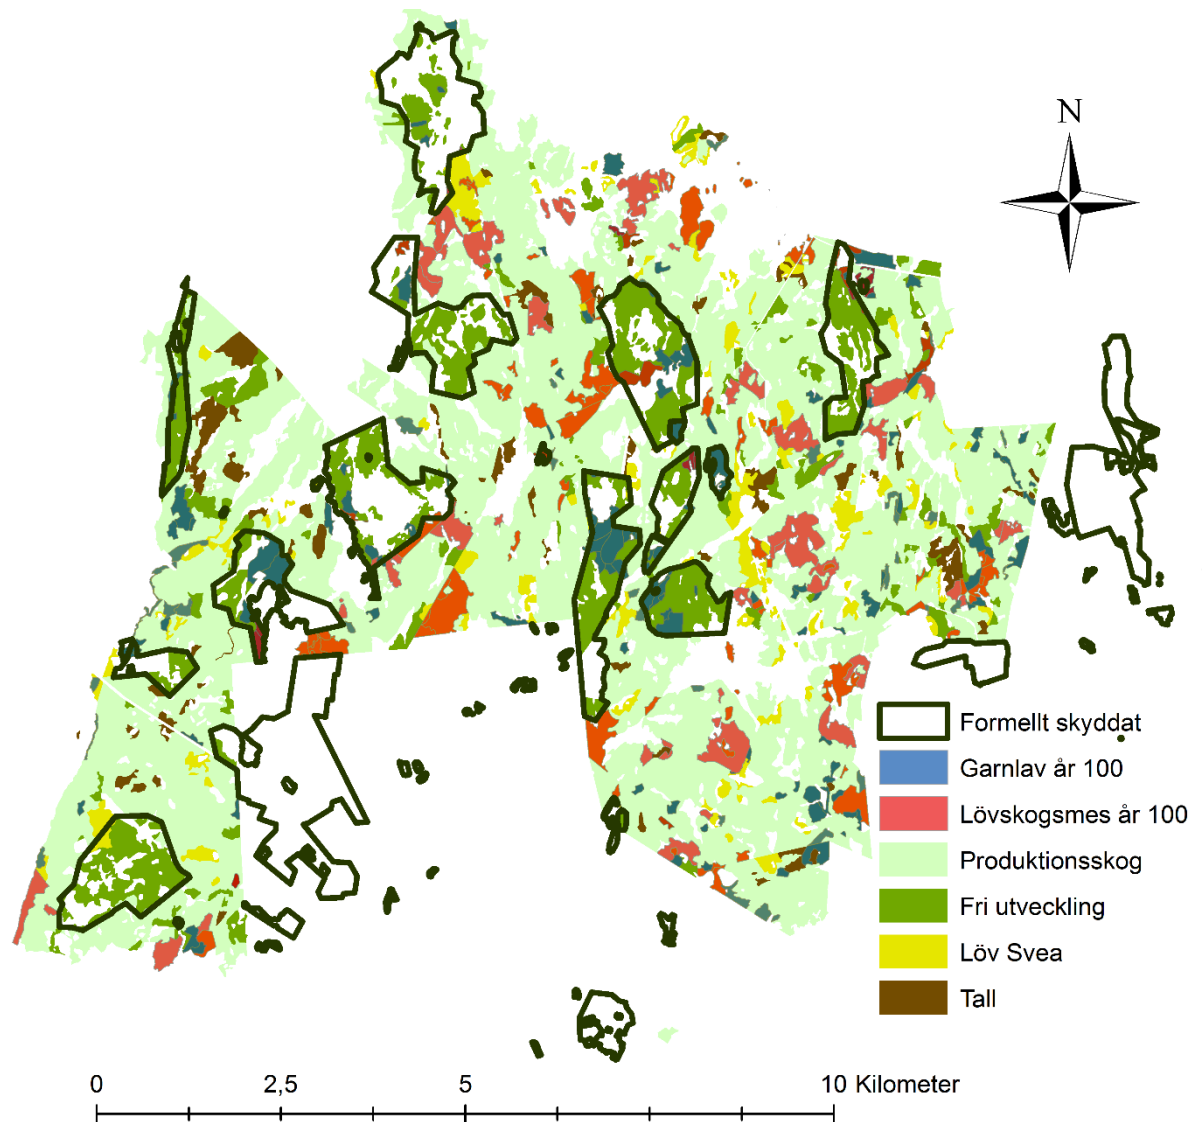 N
Formellt skyddat
Garnlav år 100
Lövskogsmes år 100
Produktionsskog
Fri utveckling
Löv Svea
Tall
0 2,5 5 10 Kilometer